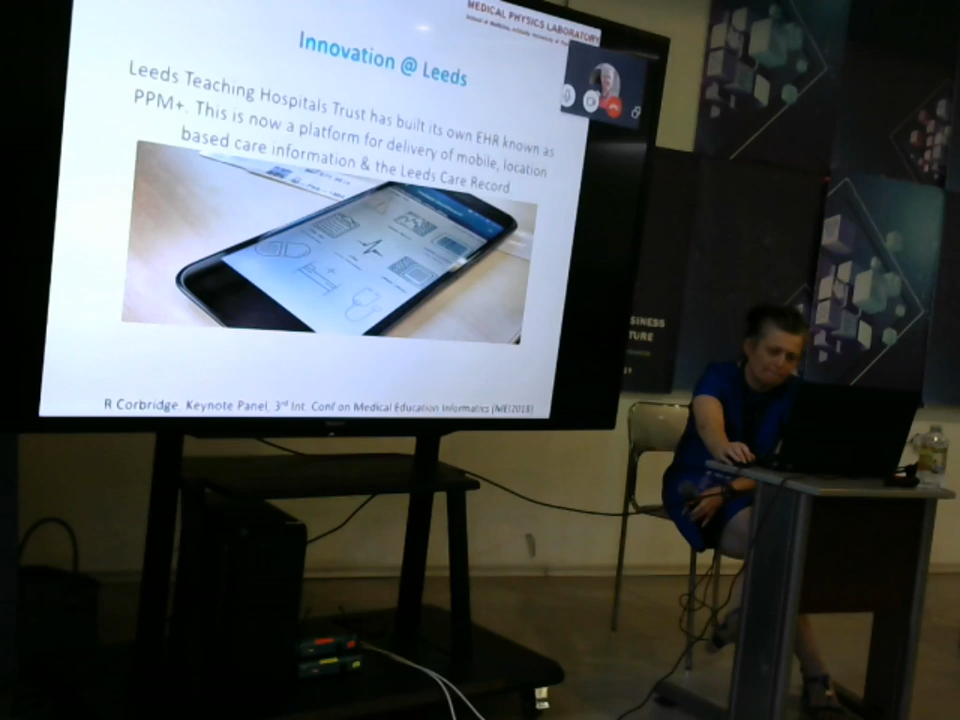 MEDICAL PHYSICS LABORATORY
Innovation @ Leeds
Leeds Teaching Hospitals Trust has built its own EHR known as
PPM+. This is now a platform for delivery of mobile, location
based care information & the Leeds Care Record
R Corbridge. Keynote Panel, 3rd Int. Conf on Medical Education Informatics (MEI2018)